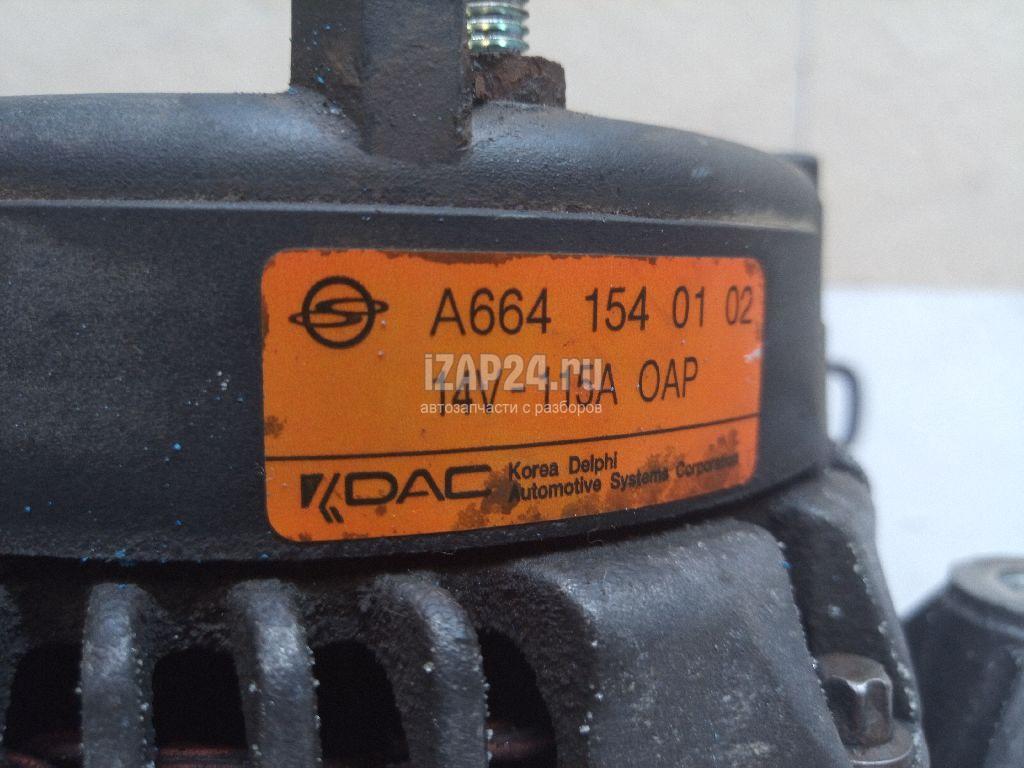 A664 154 01 02
iZAP24.ru
14V-115A OAP
автозапчасти с разборов
KDAC Korea Delphi
Automotive Systems Corporation